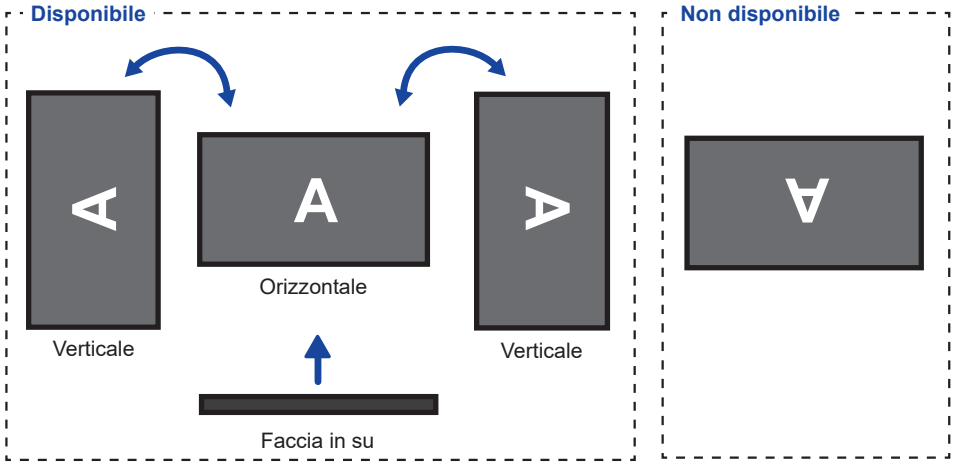 Disponibile
Non disponibile
A
A
A
A
Orizzontale
Verticale
Verticale
Faccia in su